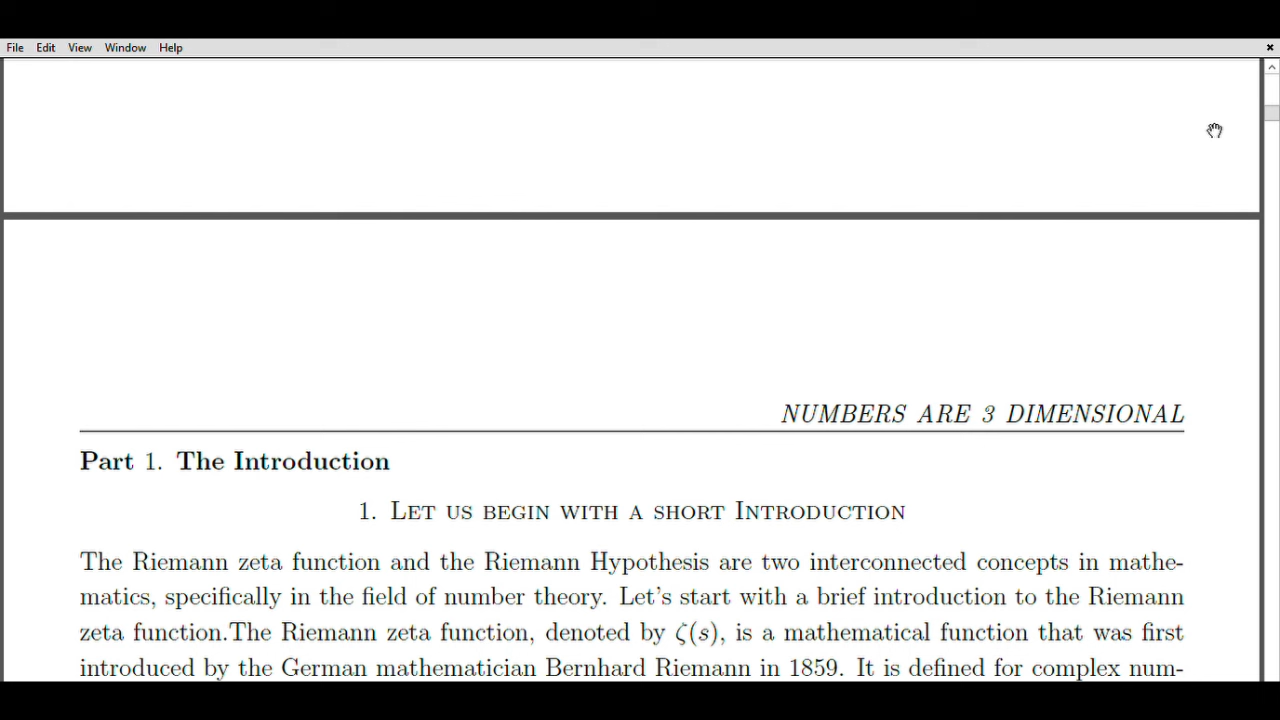 File Edit View Window Help
NUMBERS ARE 3 DIMENSIONAL
Part 1. The Introduction
1. Let us begin with a short Introduction
The Riemann zeta function and the Riemann Hypothesis are two interconnected concepts in mathe-
matics, specifically in the field of number theory. Let's start with a brief introduction to the Riemann
zeta function.The Riemann zeta function, denoted by ζ(s), is a mathematical function that was first
introduced by the German mathematician Bernhard Riemann in 1859. It is defined for complex num-